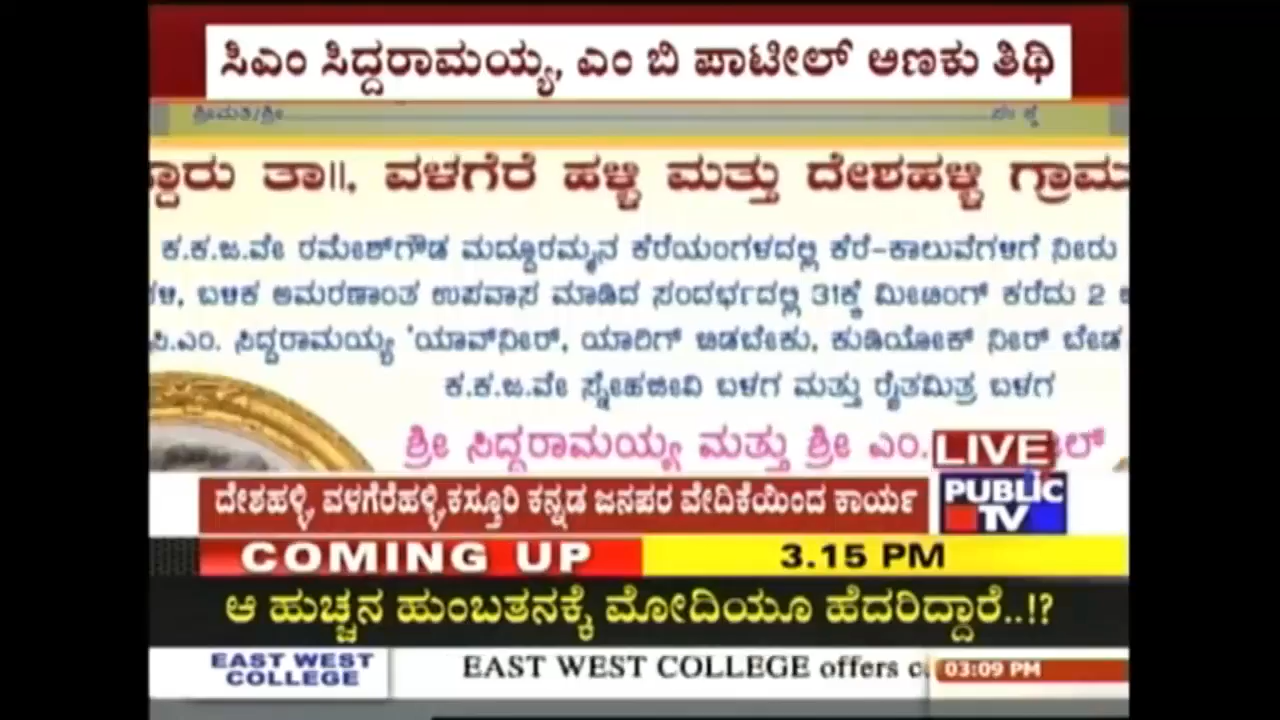 ಸಿಎಂ ಸಿದ್ದರಾಮಯ್ಯ, ಎಂ ಬಿ ಪಾಟೀಲ್ ಅಣಕು ತಿಥಿ
ಶ್ರೀಮತಿ/ಶ್ರೀ
ದ್ದೂರು ತಾ||, ವಳಗೆರೆ ಹಳ್ಳಿ ಮತ್ತು ದೇಶಹಳ್ಳಿ ಗ್ರಾಮ
ಕ.ಕ.ಜ.ವೇ ರಮೇಶ್‌ಗೌಡ ಮದ್ದೂರಮ್ಮನ ಕೆರೆಯಂಗಳದಲ್ಲಿ ಕೆರೆ-ಕಾಲುವೆಗಳಿಗೆ ನೀರು
ಬಳಿಕ ಅಮರಣಾಂತ ಉಪವಾಸ ಮಾಡಿದ ಸಂದರ್ಭದಲ್ಲಿ 31ಕ್ಕೆ ಮೀಟಿಂಗ್ ಕರೆದು 2
ಸಿ.ಎಂ. ಸಿದ್ದರಾಮಯ್ಯ 'ಯಾವ್‌ನೀರ್, ಯಾರಿಗ್ ಬಿಡಬೇಕು, ಕುಡಿಯೋಕ್ ನೀರ್ ಬೇಡ
ಕ.ಕ.ಜ.ವೇ ಸ್ನೇಹಜೀವಿ ಬಳಗ ಮತ್ತು ರೈತಮಿತ್ರ ಬಳಗ
ಶ್ರೀ ಸಿದ್ದರಾಮಯ್ಯ ಮತ್ತು ಶ್ರೀ ಎಂ.
LIVE
ದೇಶಹಳ್ಳಿ, ವಳಗೆರೆಹಳ್ಳಿ,ಕಸ್ತೂರಿ ಕನ್ನಡ ಜನಪರ ವೇದಿಕೆಯಿಂದ ಕಾರ್ಯ
PUBLiC TV
COMING UP 3.15 PM
ಆ ಹುಚ್ಚನ ಹುಂಬತನಕ್ಕೆ ಮೋದಿಯೂ ಹೆದರಿದ್ದಾರೆ..!?
EAST WEST COLLEGE
EAST WEST COLLEGE offers
03:09 PM